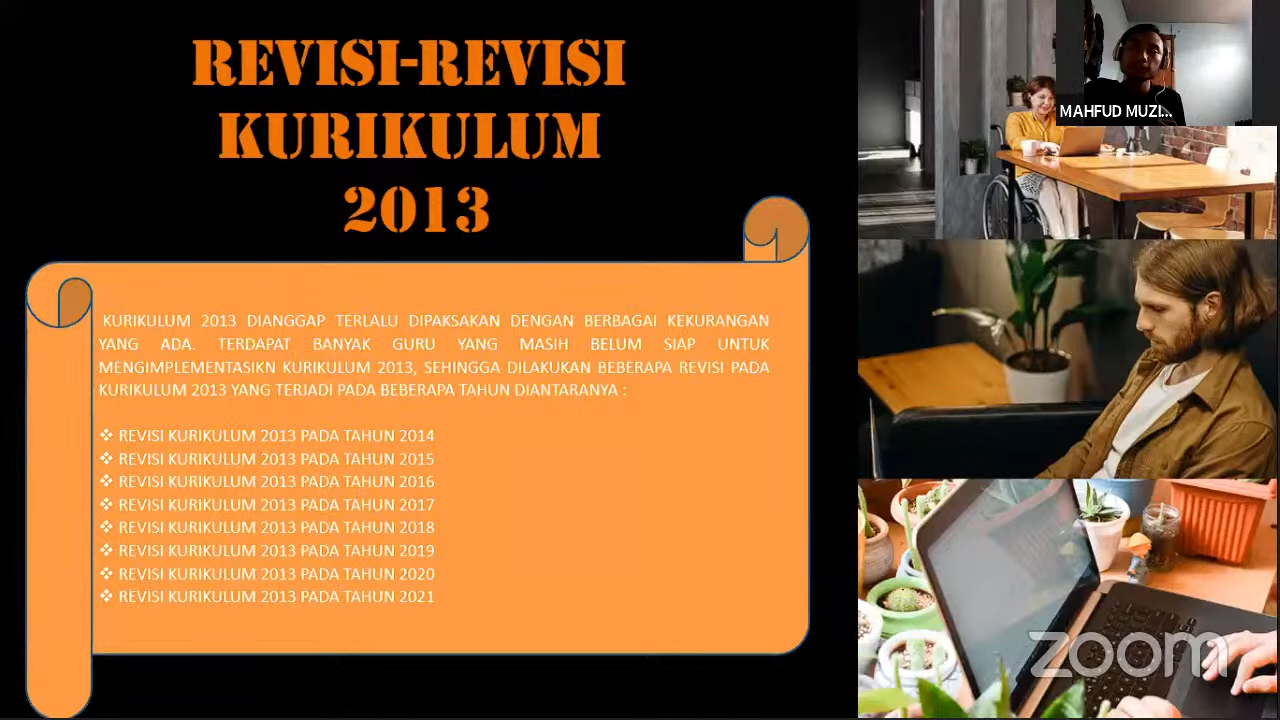 REVISI-REVISI
KURIKULUM
2013
MAHFUD MUZI...
KURIKULUM 2013 DIANGGAP TERLALU DIPAKSAKAN DENGAN BERBAGAI KEKURANGAN
YANG ADA. TERDAPAT BANYAK GURU YANG MASIH BELUM SIAP UNTUK
MENGIMPLEMENTASIKN KURIKULUM 2013, SEHINGGA DILAKUKAN BEBERAPA REVISI PADA
KURIKULUM 2013 YANG TERJADI PADA BEBERAPA TAHUN DIANTARANYA :
❖ REVISI KURIKULUM 2013 PADA TAHUN 2014
❖ REVISI KURIKULUM 2013 PADA TAHUN 2015
❖ REVISI KURIKULUM 2013 PADA TAHUN 2016
❖ REVISI KURIKULUM 2013 PADA TAHUN 2017
❖ REVISI KURIKULUM 2013 PADA TAHUN 2018
❖ REVISI KURIKULUM 2013 PADA TAHUN 2019
❖ REVISI KURIKULUM 2013 PADA TAHUN 2020
❖ REVISI KURIKULUM 2013 PADA TAHUN 2021
zoom